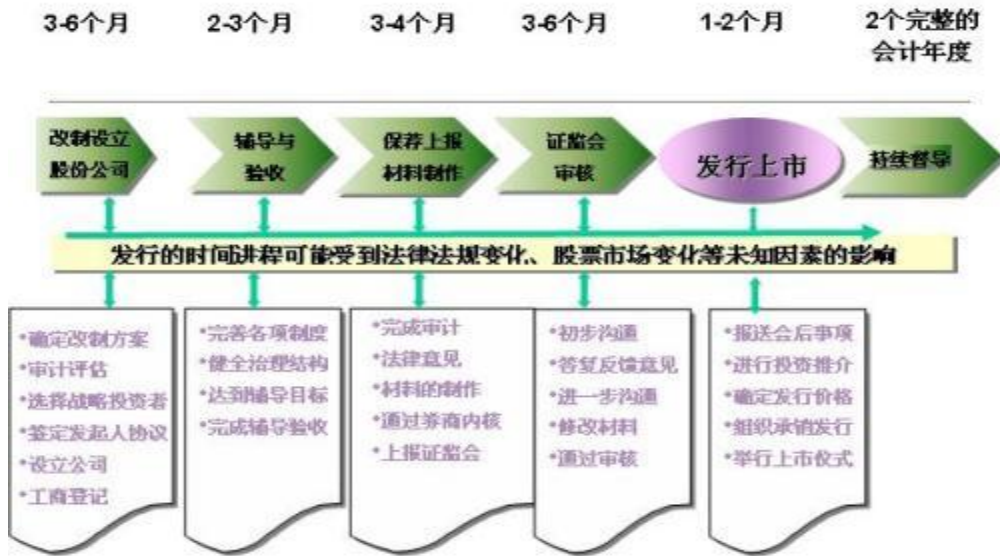 3-6个月
2-3个月
3-4个月
3-6个月
1-2个月
2个完整的
会计年度
改制设立
股份公司
辅导与
验收
保荐上报
材料制作
证监会
审核
发行上市
持续督导
发行的时间进程可能受到法律法规变化、股票市场变化等未知因素的影响
•确定改制方案
•审计评估
•选择战略投资者
•签定发起人协议
•设立公司
•工商登记
•完善各项制度
•健全治理结构
•达到辅导目标
•完成辅导验收
•完成审计
•法律意见
•材料的制作
•通过券商内核
•上报证监会
•初步沟通
•答复反馈意见
•进一步沟通
•修改材料
•通过审核
•报送会后事项
•进行投资推介
•确定发行价格
•组织承销发行
•举行上市仪式